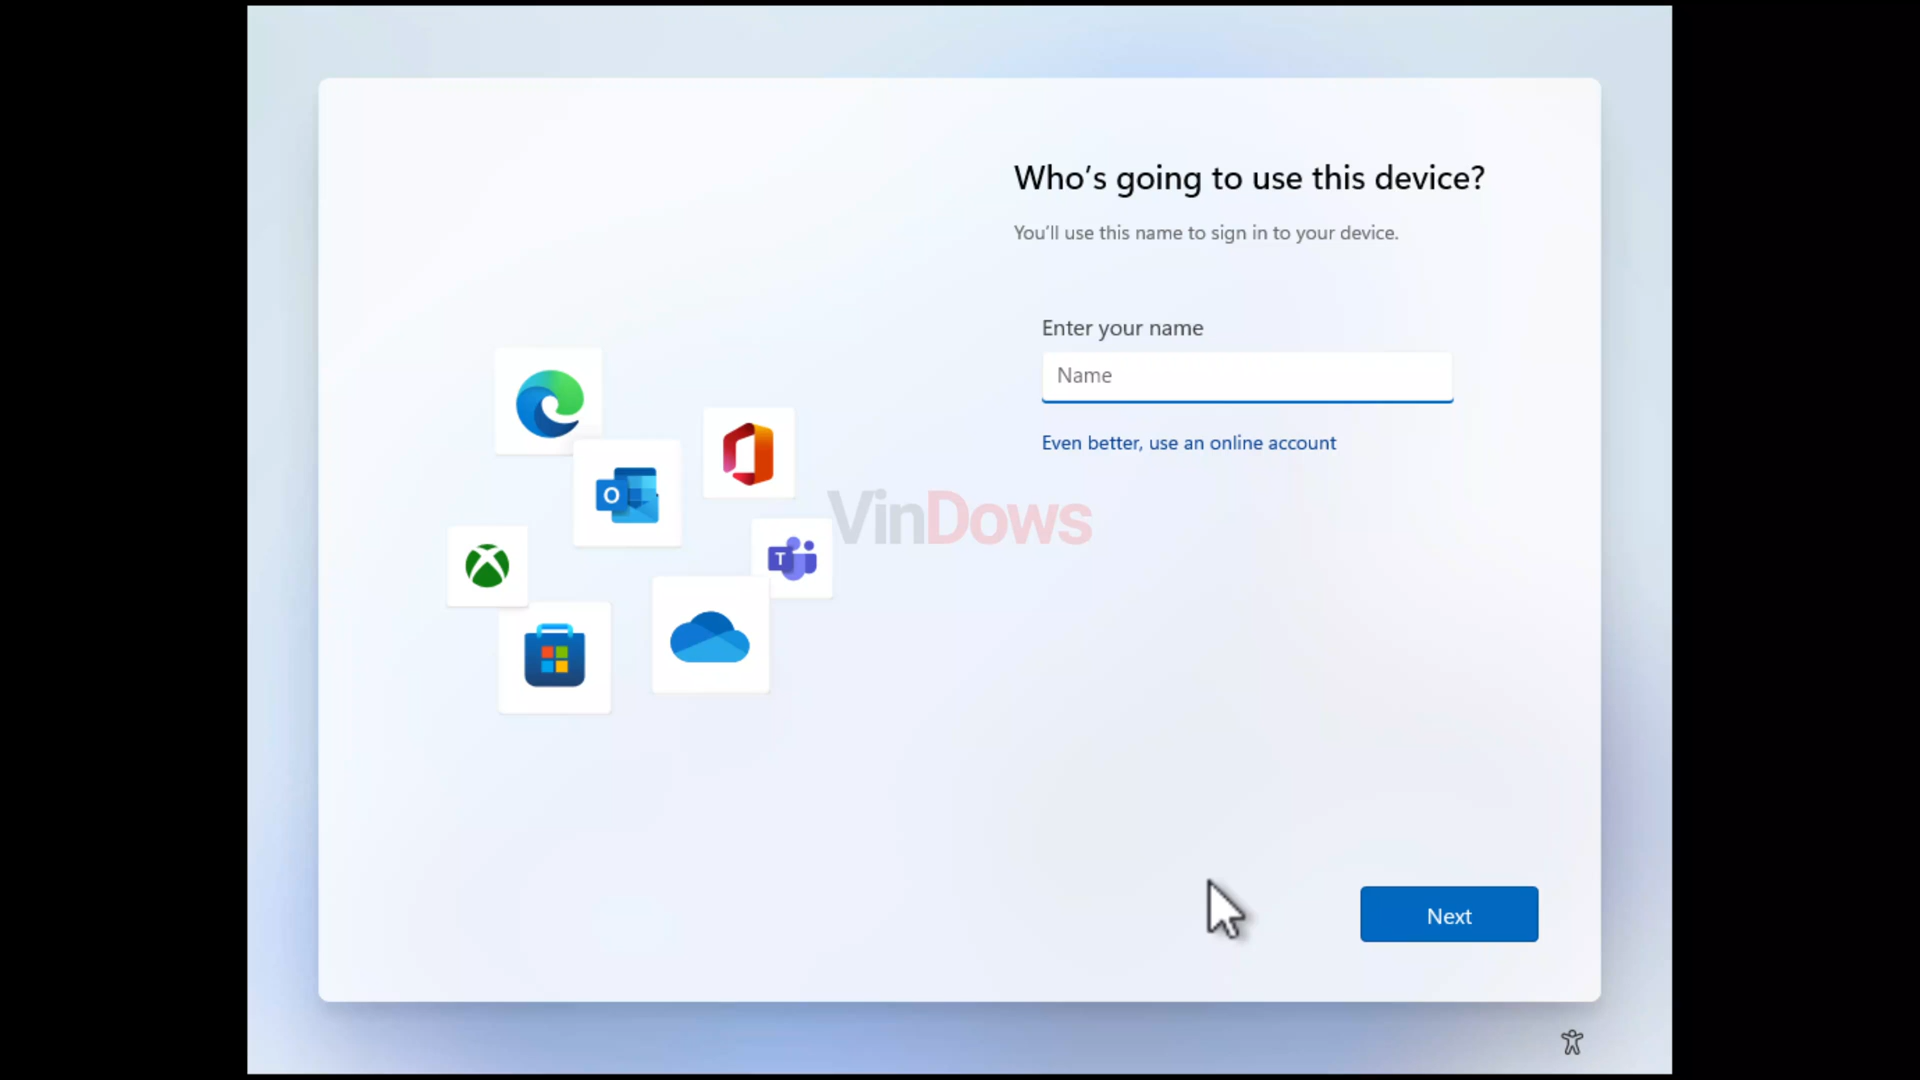 Who's going to use this device?
You'll use this name to sign in to your device.
Enter your name
Name
Even better, use an online account
O
VinDows
T
Next